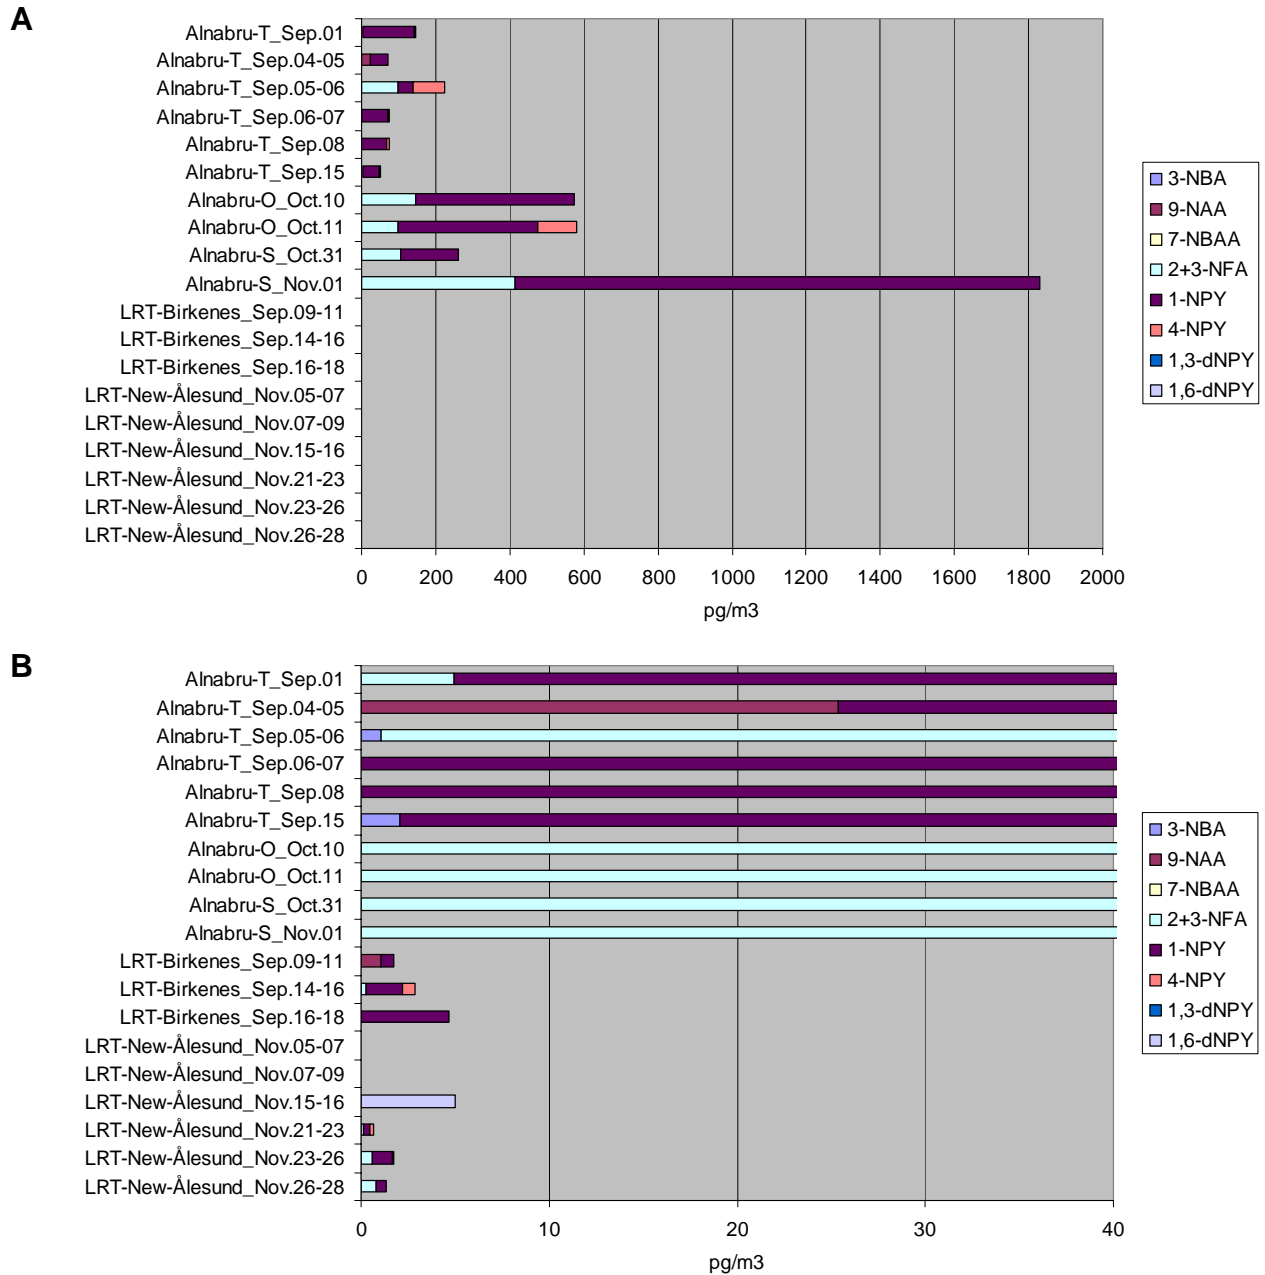 A
Alnabru-T_Sep.01
Alnabru-T_Sep.04-05
Alnabru-T_Sep.05-06
Alnabru-T_Sep.06-07
Alnabru-T_Sep.08
Alnabru-T_Sep.15
Alnabru-O_Oct.10
Alnabru-O_Oct.11
Alnabru-S_Oct.31
Alnabru-S_Nov.01
LRT-Birkenes_Sep.09-11
LRT-Birkenes_Sep.14-16
LRT-Birkenes_Sep.16-18
LRT-New-Ålesund_Nov.05-07
LRT-New-Ålesund_Nov.07-09
LRT-New-Ålesund_Nov.15-16
LRT-New-Ålesund_Nov.21-23
LRT-New-Ålesund_Nov.23-26
LRT-New-Ålesund_Nov.26-28
0 200 400 600 800 1000 1200 1400 1600 1800 2000
pg/m3
3-NBA
9-NAA
7-NBAA
2+3-NFA
1-NPY
4-NPY
1,3-dNPY
1,6-dNPY
B
Alnabru-T_Sep.01
Alnabru-T_Sep.04-05
Alnabru-T_Sep.05-06
Alnabru-T_Sep.06-07
Alnabru-T_Sep.08
Alnabru-T_Sep.15
Alnabru-O_Oct.10
Alnabru-O_Oct.11
Alnabru-S_Oct.31
Alnabru-S_Nov.01
LRT-Birkenes_Sep.09-11
LRT-Birkenes_Sep.14-16
LRT-Birkenes_Sep.16-18
LRT-New-Ålesund_Nov.05-07
LRT-New-Ålesund_Nov.07-09
LRT-New-Ålesund_Nov.15-16
LRT-New-Ålesund_Nov.21-23
LRT-New-Ålesund_Nov.23-26
LRT-New-Ålesund_Nov.26-28
0 10 20 30 40
pg/m3
3-NBA
9-NAA
7-NBAA
2+3-NFA
1-NPY
4-NPY
1,3-dNPY
1,6-dNPY